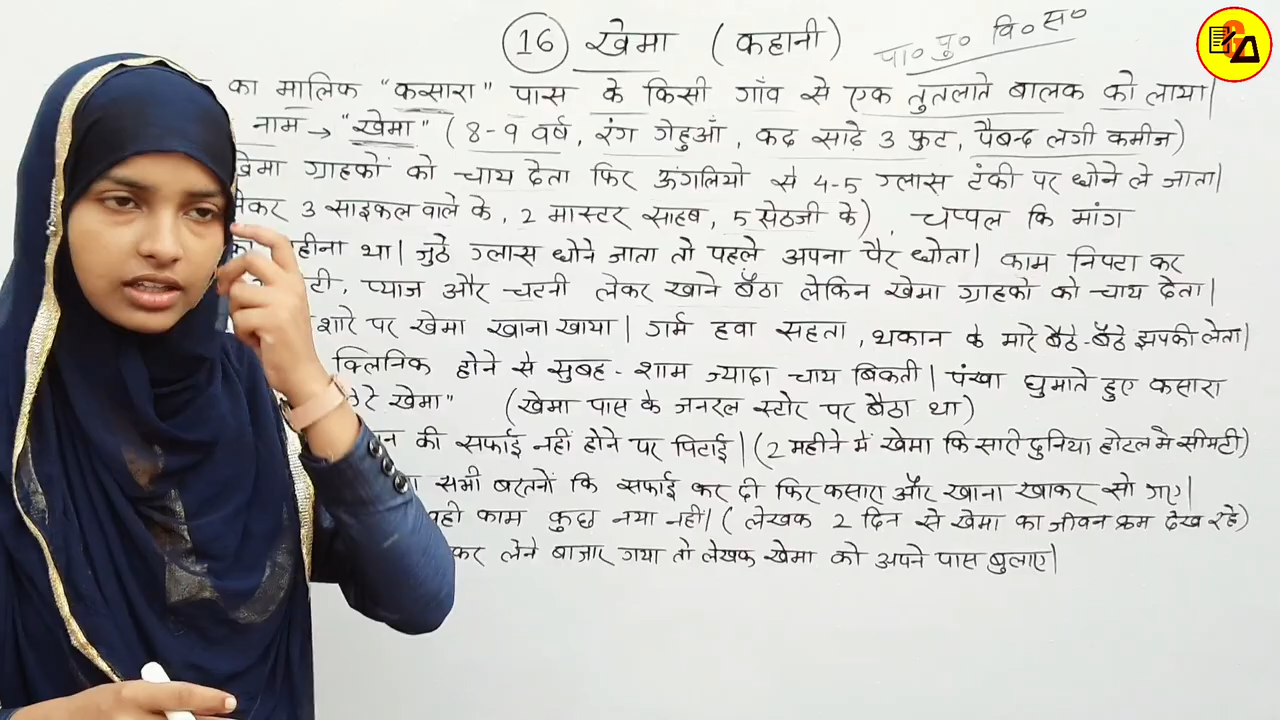 16 खेमा (कहानी) पा० पु० वि० स०
का मालिक "कसारा" पास के किसी गाँव से एक तुतलाते बालक को लाया|
नाम → "खेमा" (8-9 वर्ष, रंग गेहुआँ, कद साढे 3 फुट, पैबन्द लगी कमीज)
खेमा ग्राहकों को चाय देता फिर ऊंगलियो से 4-5 ग्लास टंकी पर धोने ले जाता|
लेकर 3 साइकल वाले के, 2 मास्टर साहब, 5 सेठजी के), चप्पल कि मांग
हीना था| जुठे ग्लास धोने जाता तो पहले अपना पैर धोता| काम निपटा कर
टी, प्याज और चटनी लेकर खाने बैठा लेकिन खेमा ग्राहको को चाय देता|
शारे पर खेमा खाना खाया| गर्म हवा सहता, थकान के मारे बैठे-बैठे झपकी लेता|
क्लिनिक होने से सुबह-शाम ज्यादा चाय बिकती| पंखा घुमाते हुए कसारा
रे खेमा" (खेमा पास के जनरल स्टोर पर बैठा था)
न की सफाई नहीं होने पर पिटाई| (2 महीने में खेमा कि सारी दुनिया होटल मे सीमटी)
सभी बरतनों कि सफाई कर दी फिर कसारा और खाना खाकर सो गए|
वही काम कुछ नया नहीं| (लेखक 2 दिन से खेमा का जीवन क्रम देख रहे)
कर लेने बाजार गया तो लेखक खेमा को अपने पास बुलाए|